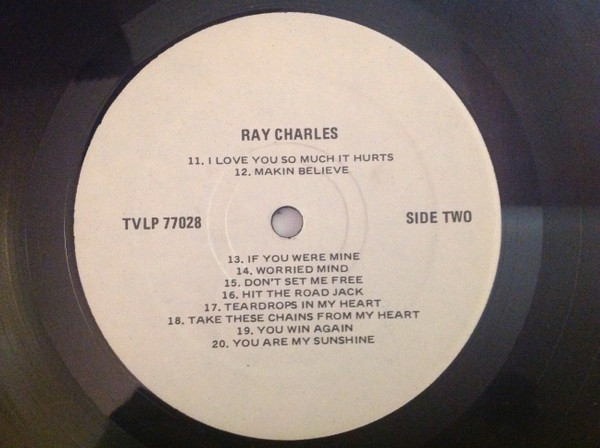 RAY CHARLES
11. I LOVE YOU SO MUCH IT HURTS
12. MAKIN BELIEVE
TVLP 77028
SIDE TWO
13. IF YOU WERE MINE
14. WORRIED MIND
15. DON'T SET ME FREE
16. HIT THE ROAD JACK
17. TEARDROPS IN MY HEART
18. TAKE THESE CHAINS FROM MY HEART
19. YOU WIN AGAIN
20. YOU ARE MY SUNSHINE